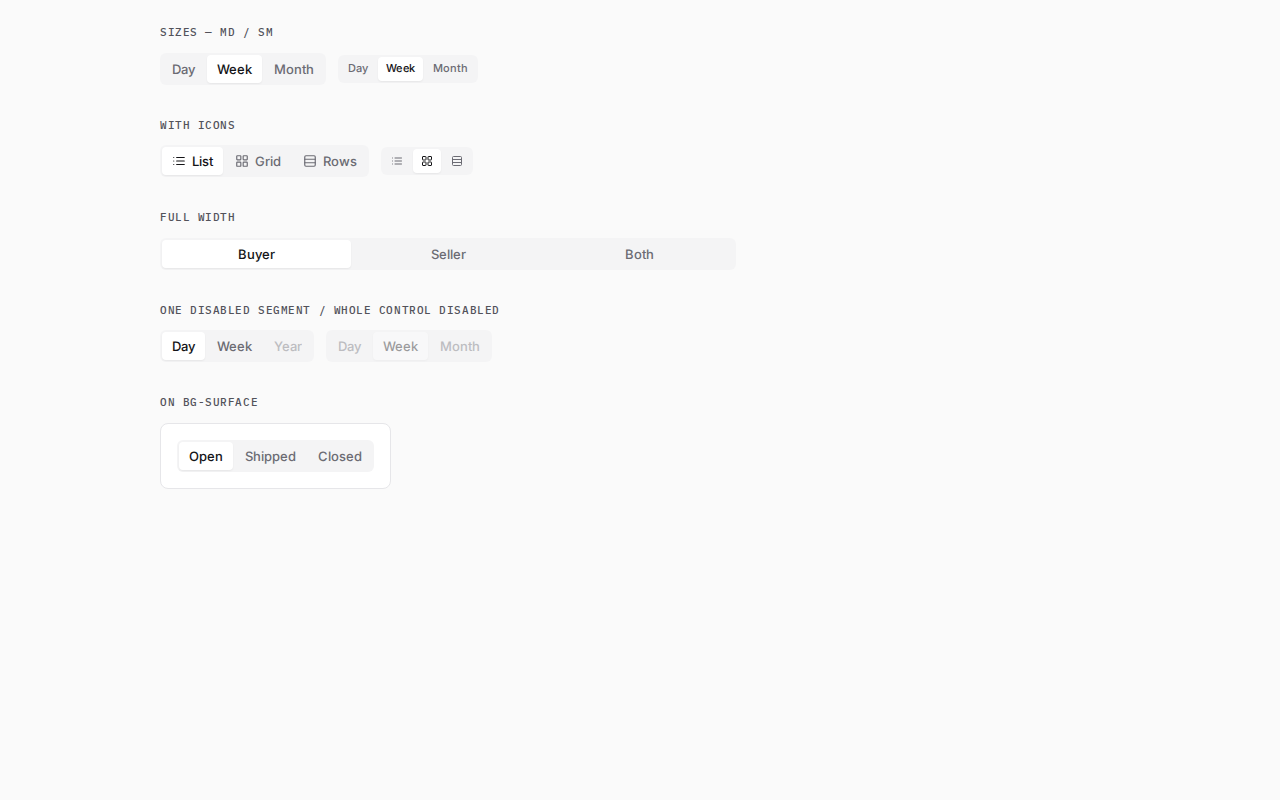 SIZES — MD / SM
Day Week Month Day Week Month
WITH ICONS
List Grid Rows
FULL WIDTH
Buyer Seller Both
ONE DISABLED SEGMENT / WHOLE CONTROL DISABLED
Day Week Year Day Week Month
ON BG-SURFACE
Open Shipped Closed